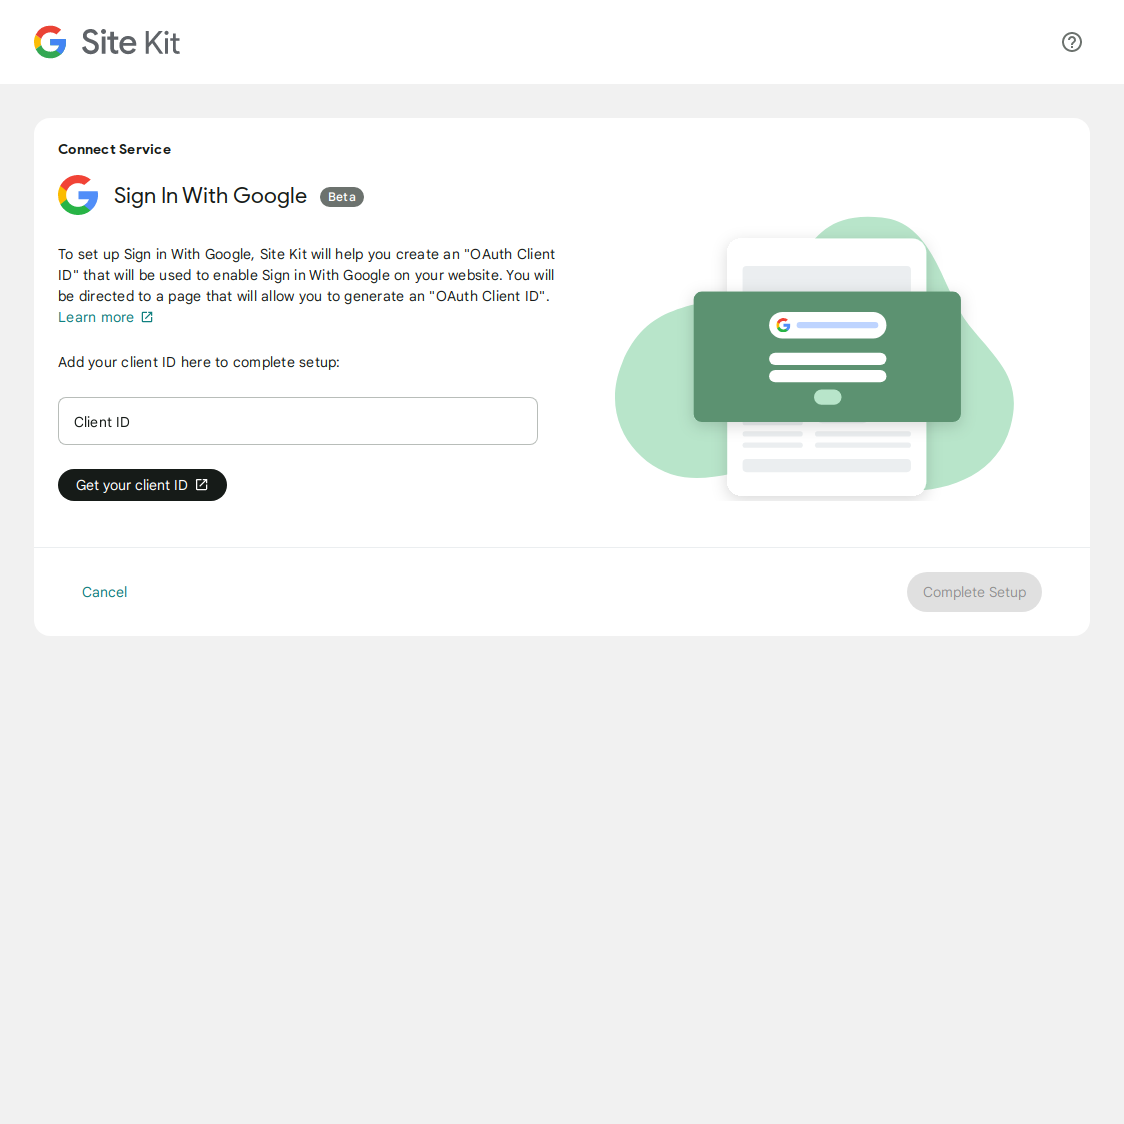 Site Kit
Connect Service
Sign In With Google Beta
To set up Sign in With Google, Site Kit will help you create an "OAuth Client
ID" that will be used to enable Sign in With Google on your website. You will
be directed to a page that will allow you to generate an "OAuth Client ID".
Learn more
Add your client ID here to complete setup:
Client ID
Get your client ID
Cancel
Complete Setup